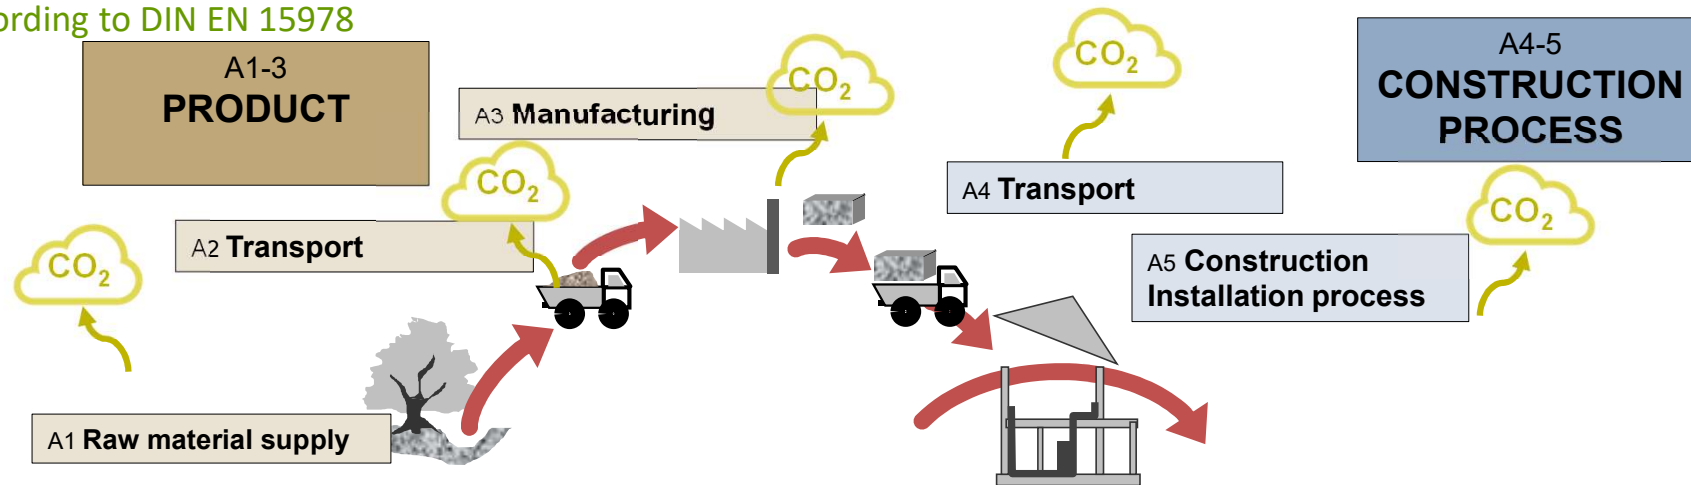 ording to DIN EN 15978
A1-3
PRODUCT
A3 Manufacturing
CO2
CO2
A4-5
CONSTRUCTION
PROCESS
CO2
A4 Transport
CO2
A2 Transport
A5 Construction
Installation process
CO2
CO2
A1 Raw material supply